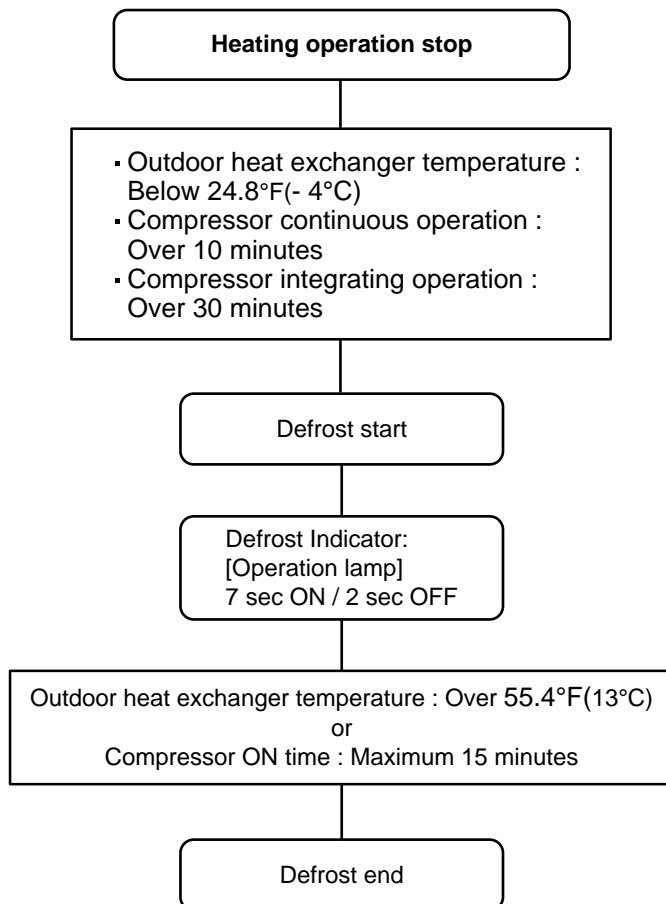 Heating operation stop
· Outdoor heat exchanger temperature :
Below 24.8°F(- 4°C)
· Compressor continuous operation :
Over 10 minutes
· Compressor integrating operation :
Over 30 minutes
Defrost start
Defrost Indicator:
[Operation lamp]
7 sec ON / 2 sec OFF
Outdoor heat exchanger temperature : Over 55.4°F(13°C)
or
Compressor ON time : Maximum 15 minutes
Defrost end